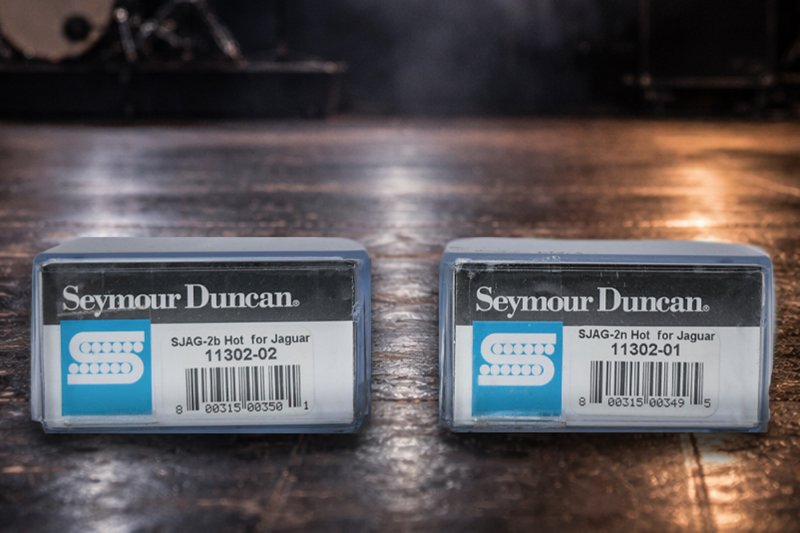 Seymour Duncan®
SJAG-2b Hot for Jaguar
11302-02
8 00315 00350 1
Seymour Duncan®
SJAG-2n Hot for Jaguar
11302-01
8 00315 00349 5